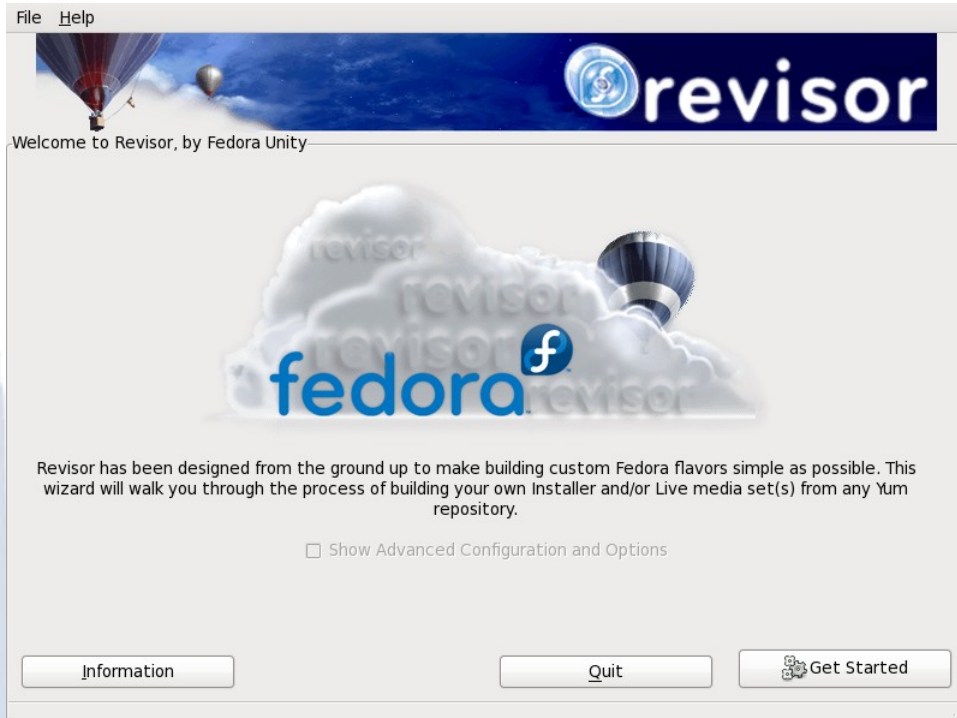 File Help
revisor
Welcome to Revisor, by Fedora Unity
revisor
revisor
revisor
fedora
revisor
Revisor has been designed from the ground up to make building custom Fedora flavors simple as possible. This
wizard will walk you through the process of building your own Installer and/or Live media set(s) from any Yum
repository.
Show Advanced Configuration and Options
Information Quit Get Started